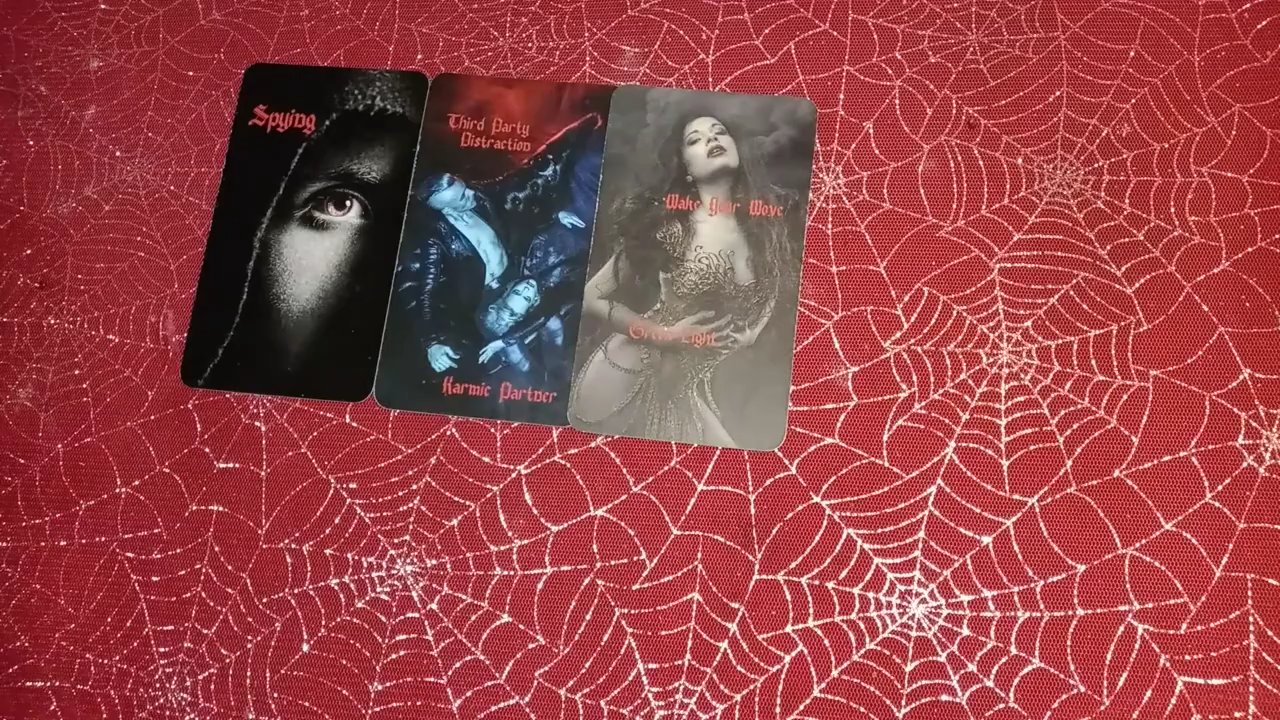 Spying
Third Party
Distraction
Karmic Partner
Make Your Move
Green Light